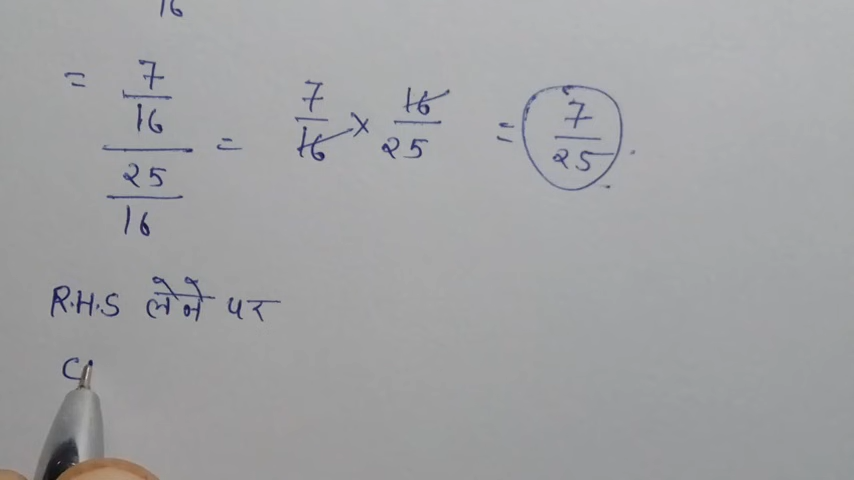 16
= 7/16 / 25/16 = 7/16 × 16/25 = 7/25
R.H.S लेने पर
C